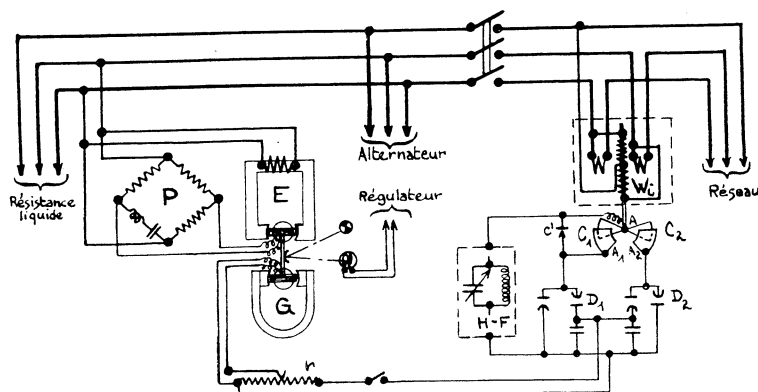 Alternateur
Résistance
liquide
P
E
Régulateur
G
r
W
W
Wi
Réseau
A
c'
C1
A1
A2
C2
H-F
D1
D2